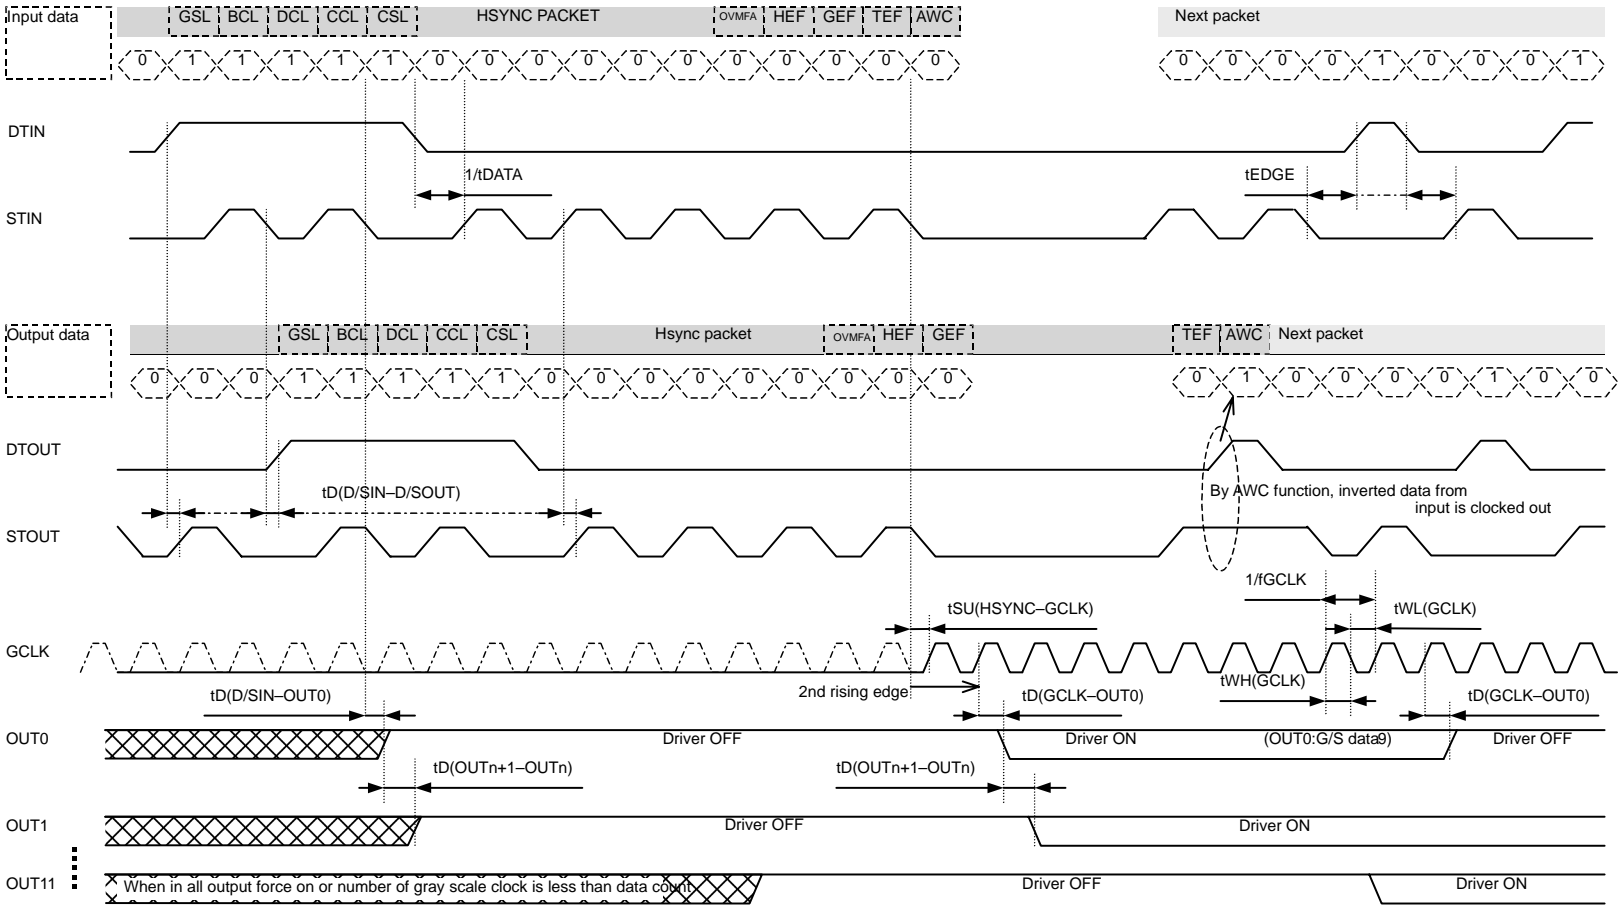 Input data GSL BCL DCL CCL CSL HSYNC PACKET OVMFA HEF GEF TEF AWC Next packet
0 1 1 1 1 1 0 0 0 0 0 0 0 0 0 0 0 0 0 0 0 1 0 0 0 1
DTIN
1/tDATA tEDGE
STIN
Output data GSL BCL DCL CCL CSL Hsync packet OVMFA HEF GEF TEF AWC Next packet
0 0 0 1 1 1 1 1 0 0 0 0 0 0 0 0 0 0 1 0 0 0 0 1 0 0
DTOUT
tD(D/SIN–D/SOUT) By AWC function, inverted data from
input is clocked out
STOUT
1/fGCLK
tSU(HSYNC–GCLK) tWL(GCLK)
GCLK
2nd rising edge tWH(GCLK)
tD(D/SIN–OUT0) tD(GCLK–OUT0) tD(GCLK–OUT0)
OUT0 Driver OFF Driver ON (OUT0:G/S data9) Driver OFF
tD(OUTn+1–OUTn) tD(OUTn+1–OUTn)
OUT1 Driver OFF Driver ON
OUT11 When in all output force on or number of gray scale clock is less than data count Driver OFF Driver ON